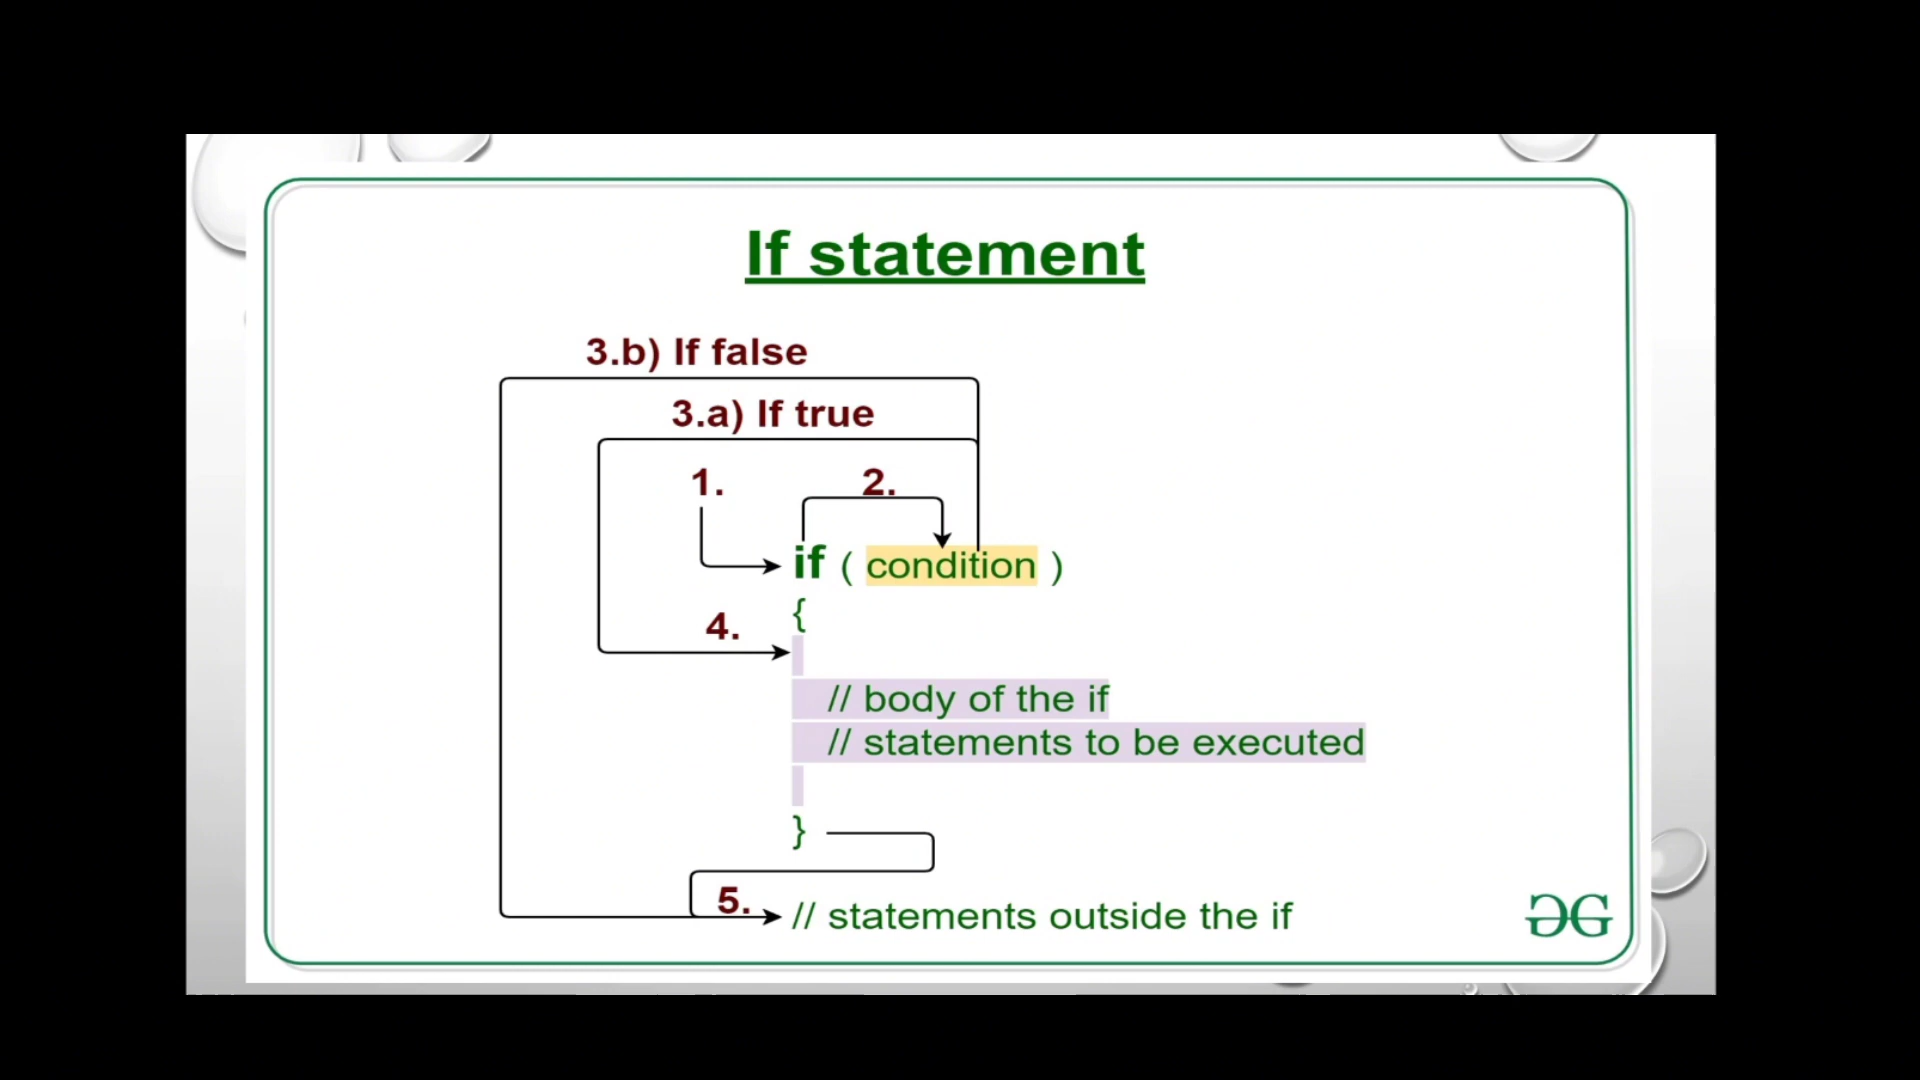 If statement
3.b) If false
3.a) If true
1.
2.
if ( condition )
{
4.
// body of the if
// statements to be executed
}
5.
// statements outside the if